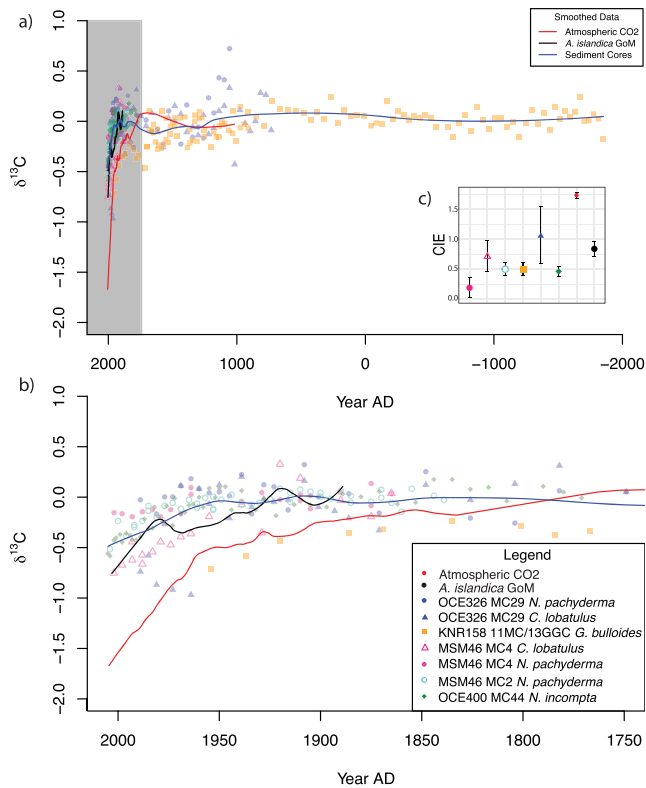 a)
Smoothed Data
Atmospheric CO2
A. islandica GoM
Sediment Cores
1.0
0.5
0.0
−0.5
−1.0
−1.5
−2.0
δ13C
c)
CIE
1.5
1.0
0.5
0.0
2000 1000 0 −1000 −2000
Year AD
b)
1.0
0.5
0.0
−0.5
−1.0
−1.5
−2.0
δ13C
Legend
Atmospheric CO2
A. islandica GoM
OCE326 MC29 N. pachyderma
OCE326 MC29 C. lobatulus
KNR158 11MC/13GGC G. bulloides
MSM46 MC4 C. lobatulus
MSM46 MC4 N. pachyderma
MSM46 MC2 N. pachyderma
OCE400 MC44 N. incompta
2000 1950 1900 1850 1800 1750
Year AD